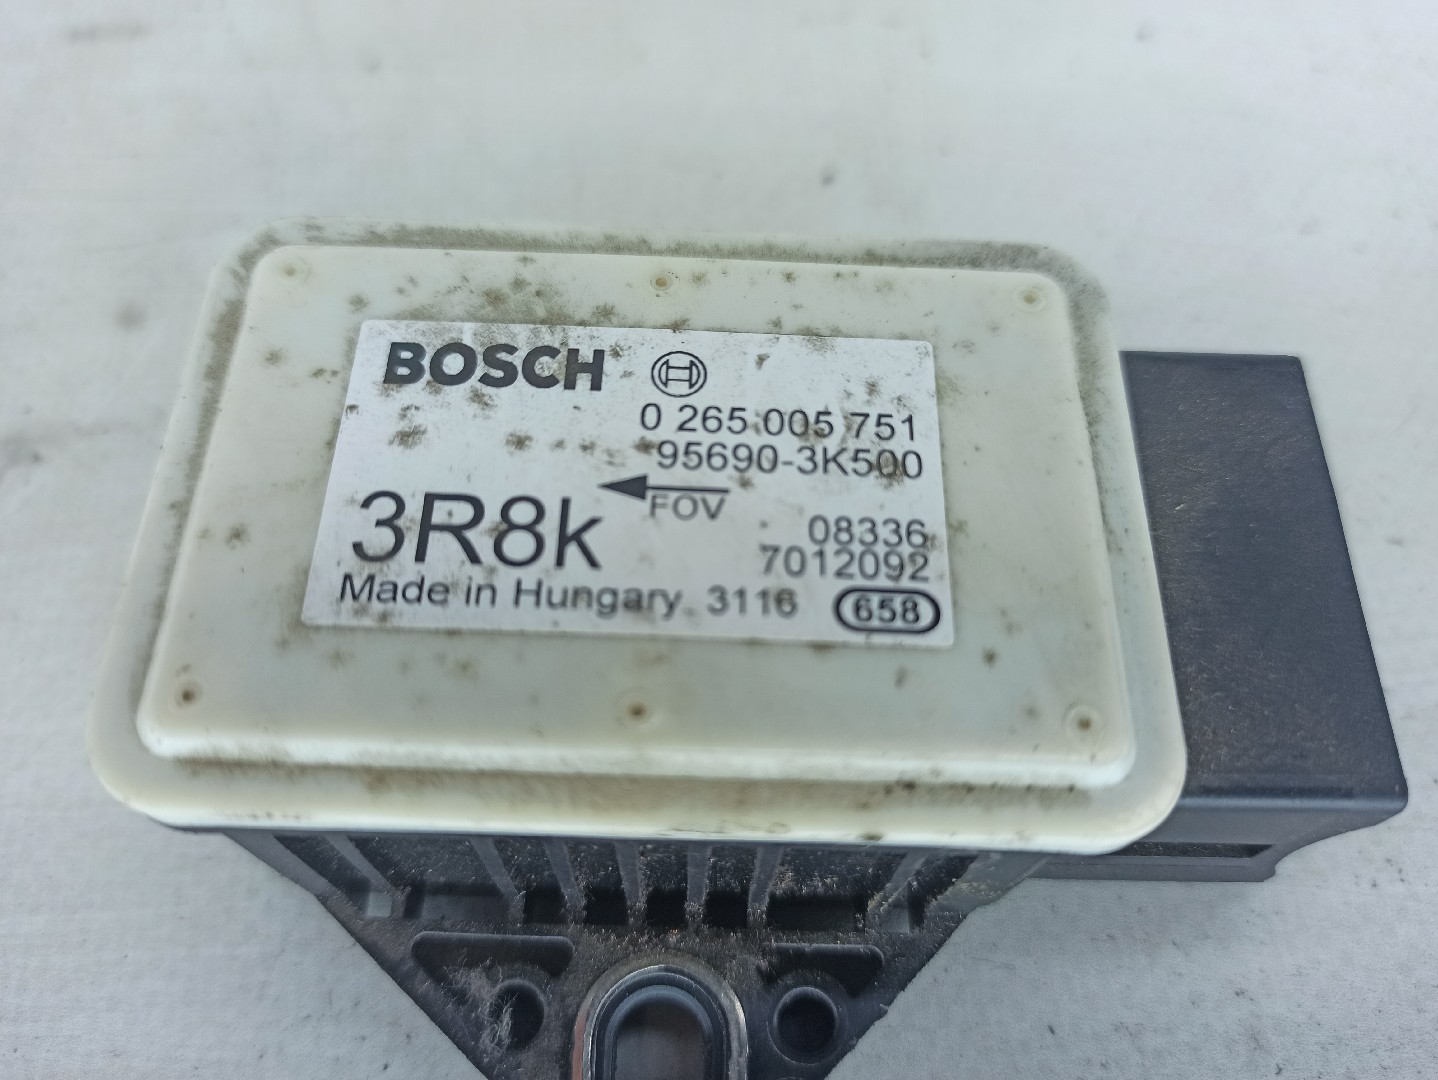 BOSCH
0 265 005 751
95690-3K500
FOV
3R8k
08336
7012092
Made in Hungary 3116
658